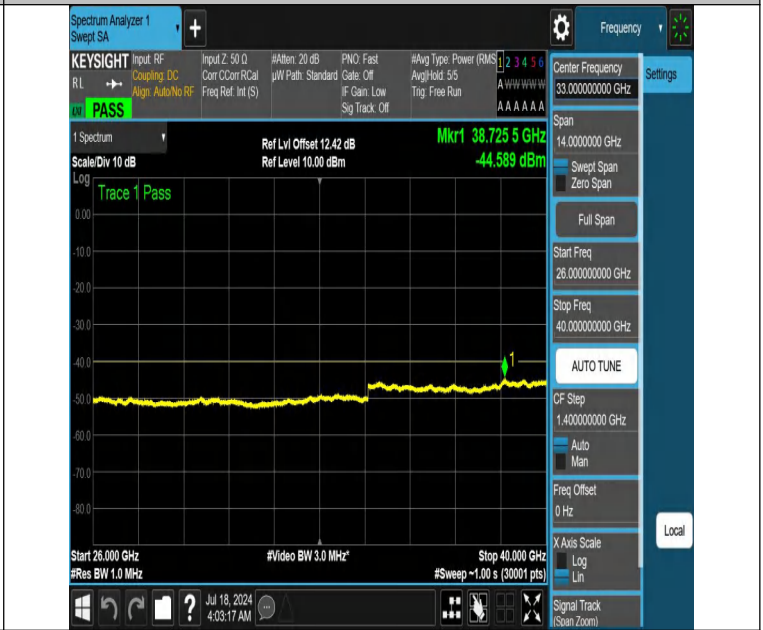 Spectrum Analyzer 1
Swept SA
+
Frequency
KEYSIGHT
RL
PASS
Input: RF
Coupling: DC
Align: Auto/No RF
Input Z: 50 Ω
Corr CCorr RCal
Freq Ref: Int (S)
#Atten: 20 dB
µW Path: Standard
PNO: Fast
Gate: Off
IF Gain: Low
Sig Track: Off
#Avg Type: Power (RMS
Avg|Hold: 5/5
Trig: Free Run
1 2 3 4 5 6
A W W W W W
A A A A A A
1 Spectrum
Scale/Div 10 dB
Ref Lvl Offset 12.42 dB
Ref Level 10.00 dBm
Mkr1 38.725 5 GHz
-44.589 dBm
Log
Trace 1 Pass
0.00
-10.0
-20.0
-30.0
-40.0
-50.0
-60.0
-70.0
-80.0
1
Start 26.000 GHz
#Res BW 1.0 MHz
#Video BW 3.0 MHz*
Stop 40.000 GHz
#Sweep ~1.00 s (30001 pts)
Jul 18, 2024
4:03:17 AM
?
Center Frequency
33.000000000 GHz
Settings
Span
14.0000000 GHz
Swept Span
Zero Span
Full Span
Start Freq
26.000000000 GHz
Stop Freq
40.000000000 GHz
AUTO TUNE
CF Step
1.400000000 GHz
Auto
Man
Freq Offset
0 Hz
X Axis Scale
Log
Lin
Local
Signal Track
(Span Zoom)